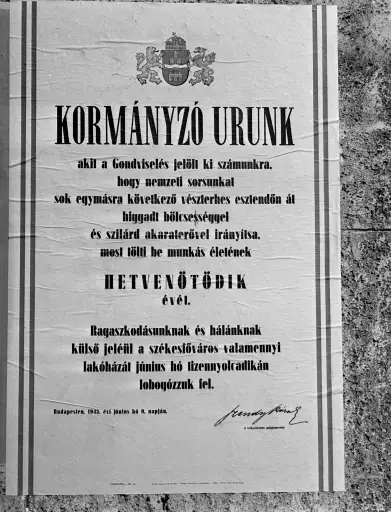 KORMÁNYZÓ URUNK
akit a Gondviselés jelölt ki számunkra,
hogy nemzeti sorsunkat
sok egymásra következő vészterhes esztendőn át
higgadt bölcsességgel
és szilárd akaraterővel irányítsa,
most tölti be munkás életének
HETVENÖTÖDIK
évét.
Ragaszkodásunknak és hálánknak
külső jeléül a székesfőváros valamennyi
lakóházát június hó tizennyolcadikán
lobogózzuk fel.
Budapesten, 1943. évi június hó 9. napján.